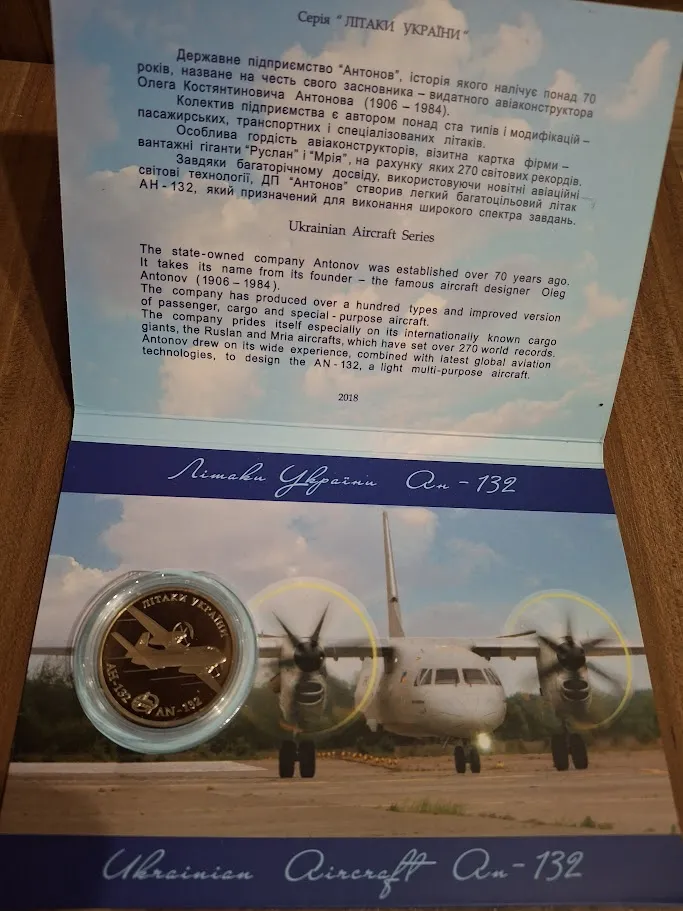 Серія "ЛІТАКИ УКРАЇНИ"
Державне підприємство "Антонов", історія якого налічує понад 70
років, назване на честь свого засновника – видатного авіаконструктора
Олега Костянтиновича Антонова (1906 – 1984).
Колектив підприємства є автором понад ста типів і модифікацій –
пасажирських, транспортних і спеціалізованих літаків.
Особлива гордість авіаконструкторів, візитна картка фірми –
вантажні гіганти "Руслан" і "Мрія", на рахунку яких 270 світових рекордів.
Завдяки багаторічному досвіду, використовуючи новітні авіаційні
світові технології, ДП "Антонов" створив легкий багатоцільовий літак
АН - 132, який призначений для виконання широкого спектра завдань.
Ukrainian Aircraft Series
The state-owned company Antonov was established over 70 years ago.
It takes its name from its founder – the famous aircraft designer Oleg
Antonov (1906 – 1984).
The company has produced over a hundred types and improved version
of passenger, cargo and special - purpose aircraft.
The company prides itself especially on its internationally known cargo
giants, the Ruslan and Mria aircrafts, which have set over 270 world records.
Antonov drew on its wide experience, combined with latest global aviation
technologies, to design the AN - 132, a light multi-purpose aircraft.
2018
Літаки України Ан - 132
ЛІТАКИ УКРАЇНИ
АН-132
AN-132
Ukrainian Aircraft An-132